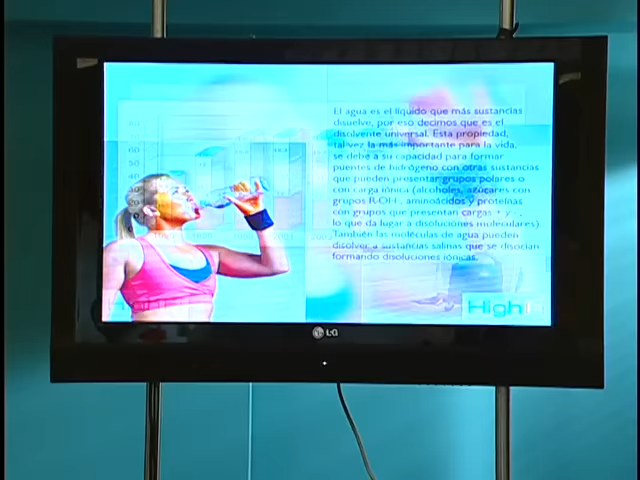 El agua es el líquido que más sustancias
disuelve, por eso decimos que es el
disolvente universal. Esta propiedad,
tal vez la más importante para la vida,
se debe a su capacidad para formar
puentes de hidrógeno con otras sustancias
que pueden presentar grupos polares o
con carga iónica (alcoholes, azúcares con
grupos R-OH , aminoácidos y proteínas
con grupos que presentan cargas + y - ,
lo que da lugar a disoluciones moleculares)
También las moléculas de agua pueden
disolver a sustancias salinas que se disocian
formando disoluciones iónicas.
High
LG